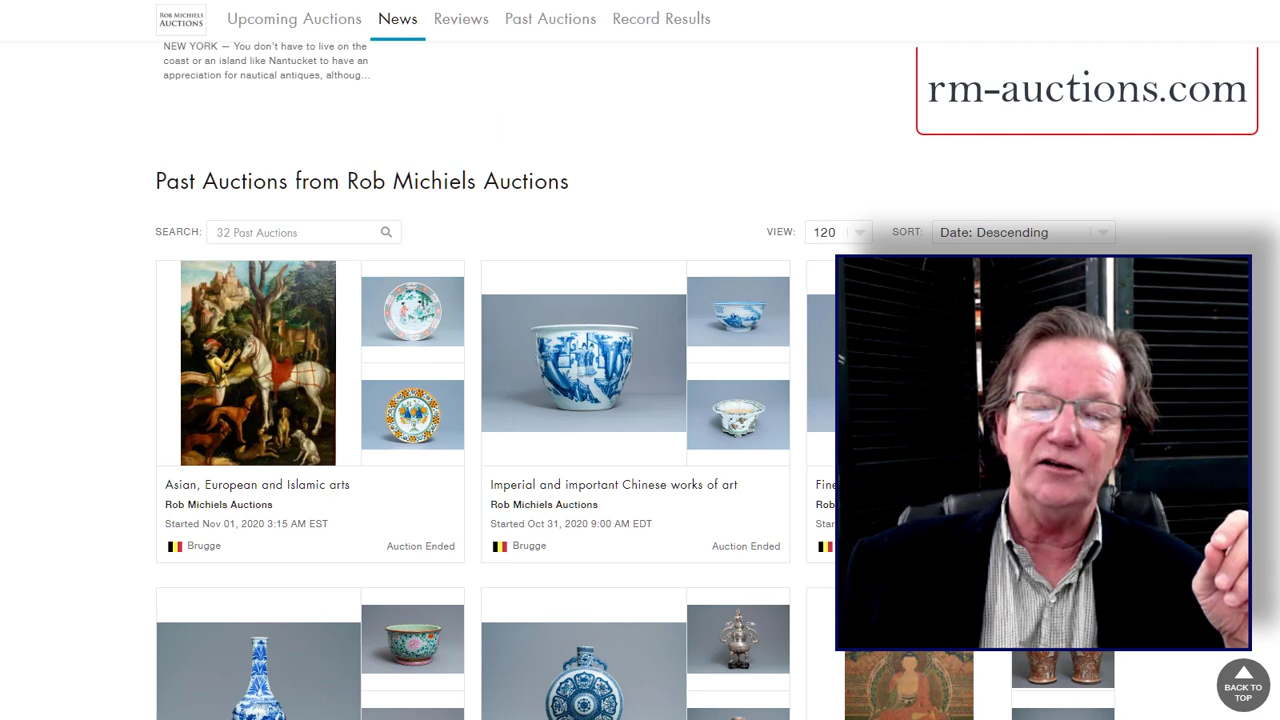 ROB MICHIELS
AUCTIONS
Upcoming Auctions
News
Reviews
Past Auctions
Record Results
NEW YORK — You don't have to live on the
coast or an island like Nantucket to have an
appreciation for nautical antiques, althoug...
rm-auctions.com
Past Auctions from Rob Michiels Auctions
SEARCH:
32 Past Auctions
VIEW:
120
SORT:
Date: Descending
Asian, European and Islamic arts
Rob Michiels Auctions
Started Nov 01, 2020 3:15 AM EST
Brugge
Auction Ended
Imperial and important Chinese works of art
Rob Michiels Auctions
Started Oct 31, 2020 9:00 AM EDT
Brugge
Auction Ended
Fine
Rob
Star
BACK TO
TOP